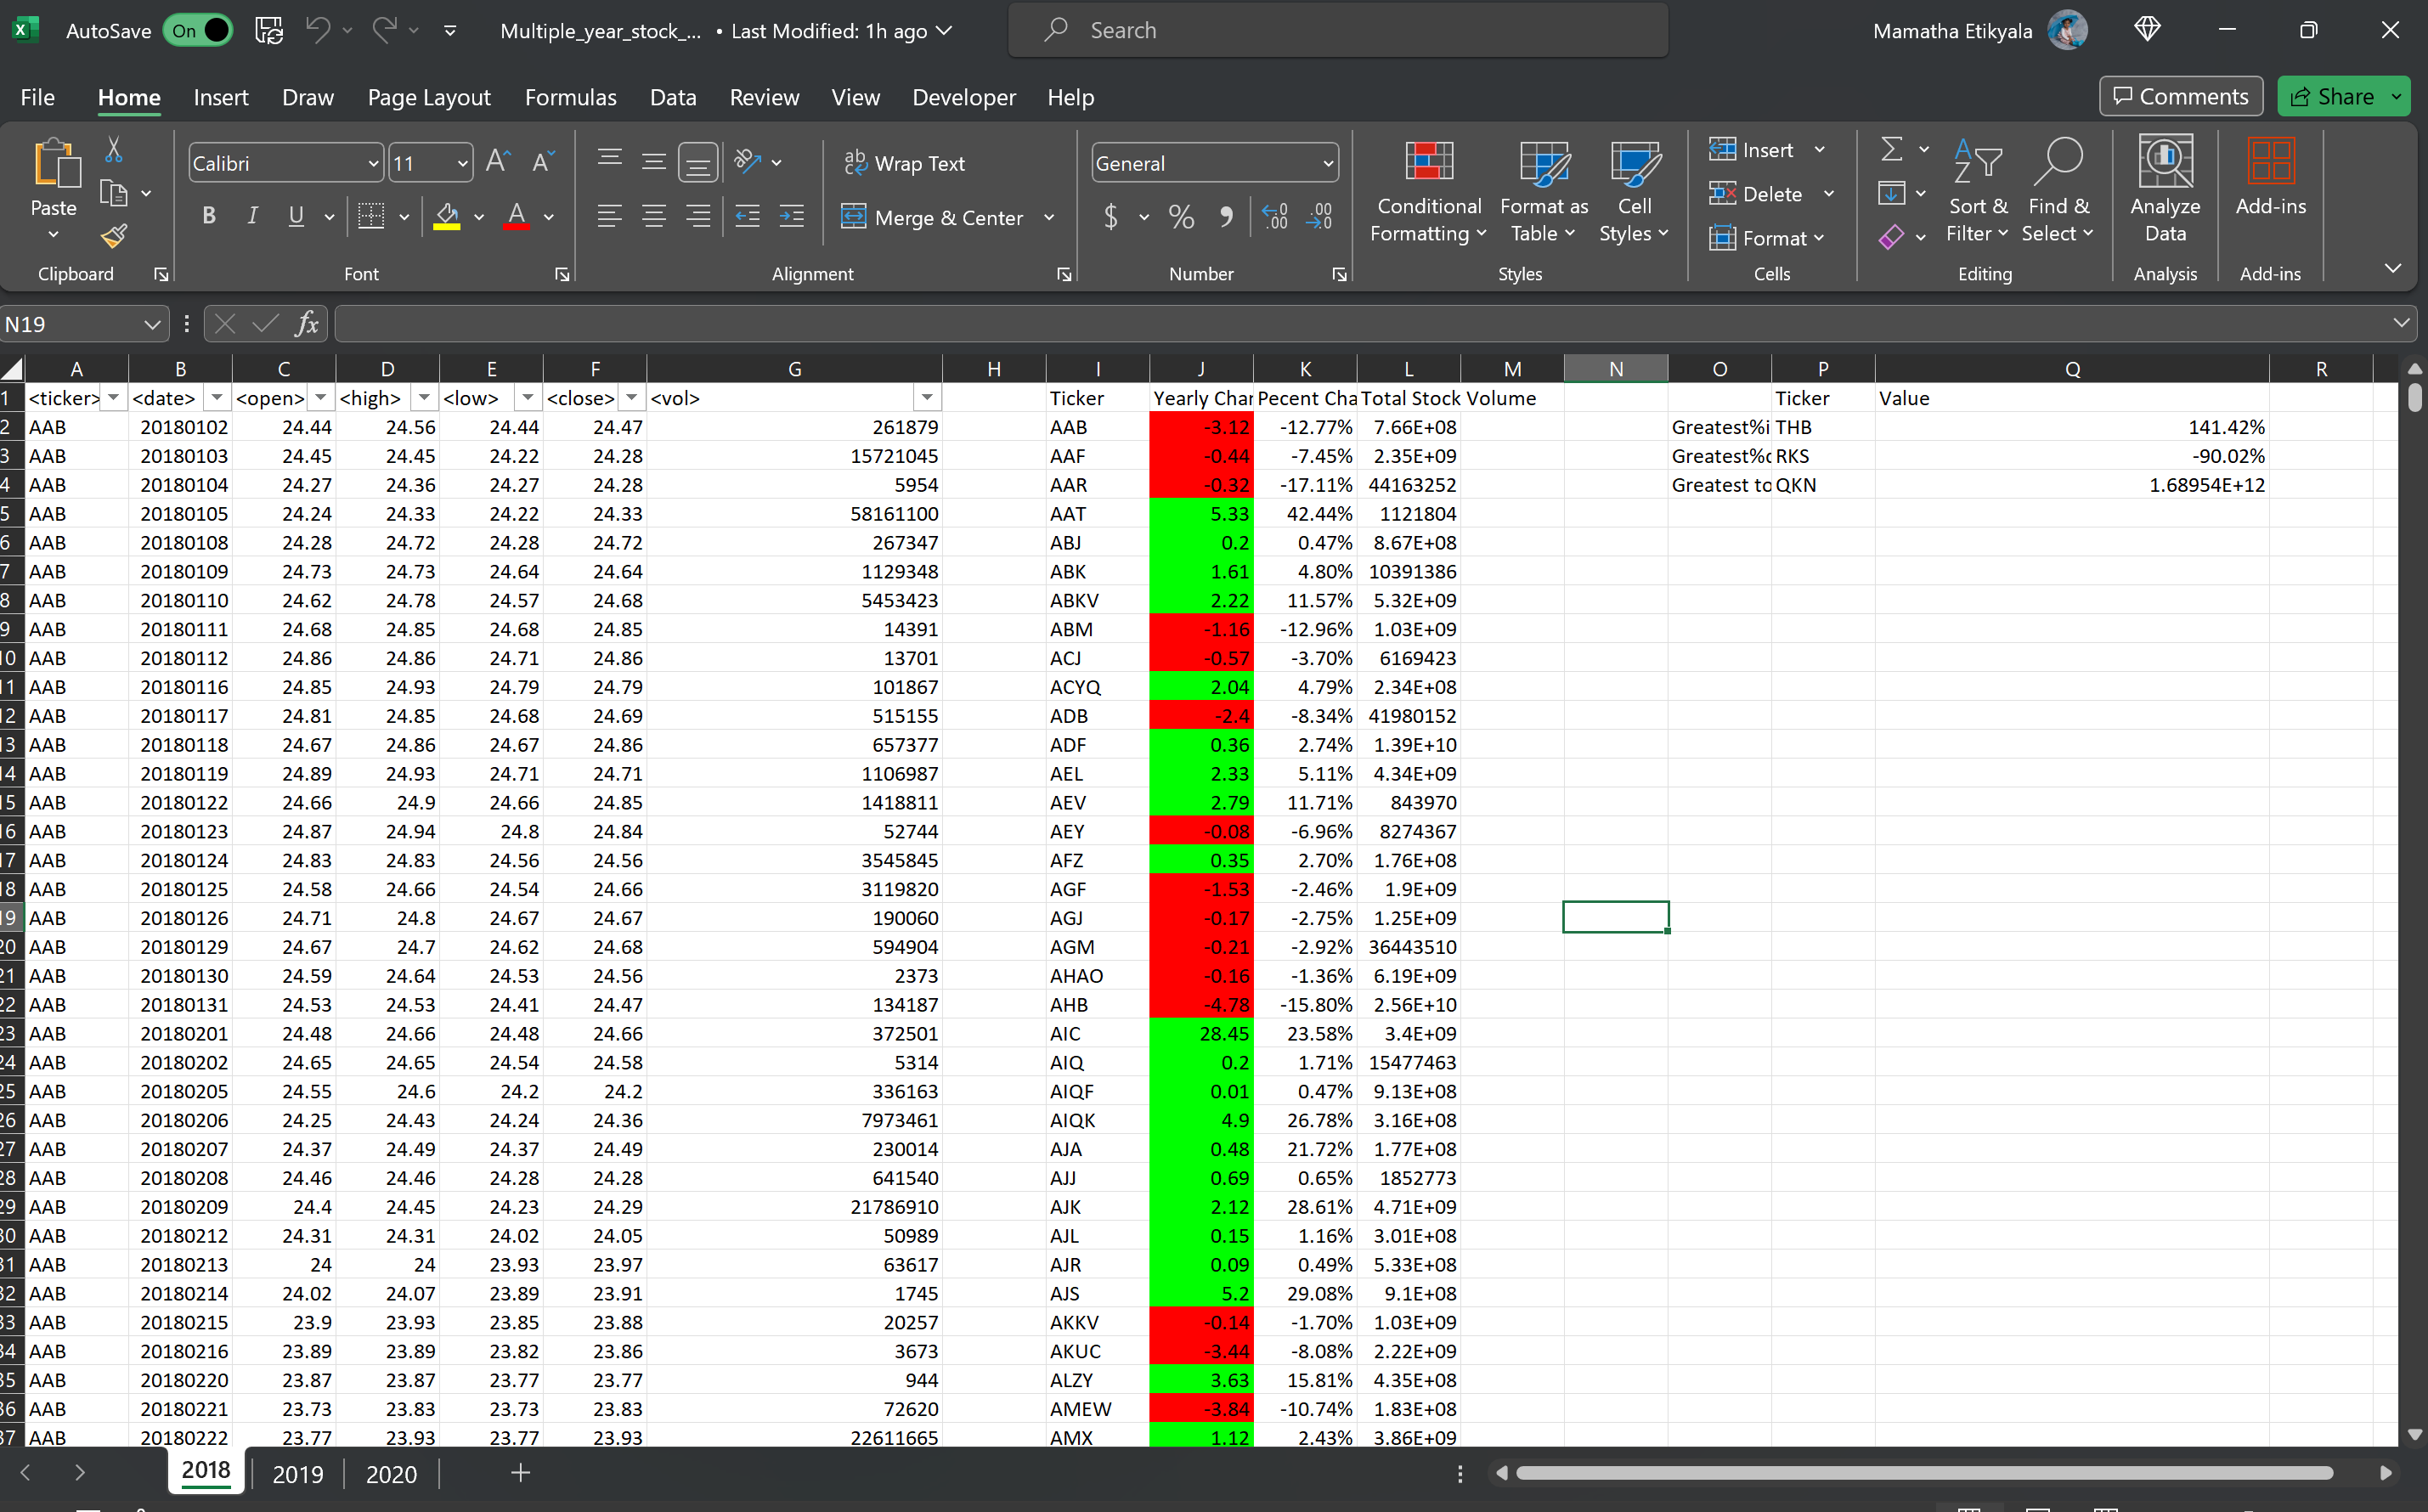 AutoSave On Multiple_year_stock_... • Last Modified: 1h ago Search Mamatha Etikyala
File Home Insert Draw Page Layout Formulas Data Review View Developer Help Comments Share
Paste Calibri 11 Wrap Text General Conditional Formatting Format as Table Cell Styles Insert Sort & Filter Find & Select Analyze Data Add-ins
B I U Merge & Center $ % Delete
Format
Clipboard Font Alignment Number Styles Cells Editing Analysis Add-ins
N19 fx
A B C D E F G H I J K L M N O P Q R
1 <ticker> <date> <open> <high> <low> <close> <vol> Ticker Yearly Char Pecent Cha Total Stock Volume Ticker Value
2 AAB 20180102 24.44 24.56 24.44 24.47 261879 AAB -3.12 -12.77% 7.66E+08 Greatest%i THB 141.42%
3 AAB 20180103 24.45 24.45 24.22 24.28 15721045 AAF -0.44 -7.45% 2.35E+09 Greatest%c RKS -90.02%
4 AAB 20180104 24.27 24.36 24.27 24.28 5954 AAR -0.32 -17.11% 44163252 Greatest to QKN 1.68954E+12
5 AAB 20180105 24.24 24.33 24.22 24.33 58161100 AAT 5.33 42.44% 1121804
6 AAB 20180108 24.28 24.72 24.28 24.72 267347 ABJ 0.2 0.47% 8.67E+08
7 AAB 20180109 24.73 24.73 24.64 24.64 1129348 ABK 1.61 4.80% 10391386
8 AAB 20180110 24.62 24.78 24.57 24.68 5453423 ABKV 2.22 11.57% 5.32E+09
9 AAB 20180111 24.68 24.85 24.68 24.85 14391 ABM -1.16 -12.96% 1.03E+09
10 AAB 20180112 24.86 24.86 24.71 24.86 13701 ACJ -0.57 -3.70% 6169423
11 AAB 20180116 24.85 24.93 24.79 24.79 101867 ACYQ 2.04 4.79% 2.34E+08
12 AAB 20180117 24.81 24.85 24.68 24.69 515155 ADB -2.4 -8.34% 41980152
13 AAB 20180118 24.67 24.86 24.67 24.86 657377 ADF 0.36 2.74% 1.39E+10
14 AAB 20180119 24.89 24.93 24.71 24.71 1106987 AEL 2.33 5.11% 4.34E+09
15 AAB 20180122 24.66 24.9 24.66 24.85 1418811 AEV 2.79 11.71% 843970
16 AAB 20180123 24.87 24.94 24.8 24.84 52744 AEY -0.08 -6.96% 8274367
17 AAB 20180124 24.83 24.83 24.56 24.56 3545845 AFZ 0.35 2.70% 1.76E+08
18 AAB 20180125 24.58 24.66 24.54 24.66 3119820 AGF -1.53 -2.46% 1.9E+09
19 AAB 20180126 24.71 24.8 24.67 24.67 190060 AGJ -0.17 -2.75% 1.25E+09
20 AAB 20180129 24.67 24.7 24.62 24.68 594904 AGM -0.21 -2.92% 36443510
21 AAB 20180130 24.59 24.64 24.53 24.56 2373 AHAO -0.16 -1.36% 6.19E+09
22 AAB 20180131 24.53 24.53 24.41 24.47 134187 AHB -4.78 -15.80% 2.56E+10
23 AAB 20180201 24.48 24.66 24.48 24.66 372501 AIC 28.45 23.58% 3.4E+09
24 AAB 20180202 24.65 24.65 24.54 24.58 5314 AIQ 0.2 1.71% 15477463
25 AAB 20180205 24.55 24.6 24.2 24.2 336163 AIQF 0.01 0.47% 9.13E+08
26 AAB 20180206 24.25 24.43 24.24 24.36 7973461 AIQK 4.9 26.78% 3.16E+08
27 AAB 20180207 24.37 24.49 24.37 24.49 230014 AJA 0.48 21.72% 1.77E+08
28 AAB 20180208 24.46 24.46 24.28 24.28 641540 AJJ 0.69 0.65% 1852773
29 AAB 20180209 24.4 24.45 24.23 24.29 21786910 AJK 2.12 28.61% 4.71E+09
30 AAB 20180212 24.31 24.31 24.02 24.05 50989 AJL 0.15 1.16% 3.01E+08
31 AAB 20180213 24 24 23.93 23.97 63617 AJR 0.09 0.49% 5.33E+08
32 AAB 20180214 24.02 24.07 23.89 23.91 1745 AJS 5.2 29.08% 9.1E+08
33 AAB 20180215 23.9 23.93 23.85 23.88 20257 AKKV -0.14 -1.70% 1.03E+09
34 AAB 20180216 23.89 23.89 23.82 23.86 3673 AKUC -3.44 -8.08% 2.22E+09
35 AAB 20180220 23.87 23.87 23.77 23.77 944 ALZY 3.63 15.81% 4.35E+08
36 AAB 20180221 23.73 23.83 23.73 23.83 72620 AMEW -3.84 -10.74% 1.83E+08
37 AAB 20180222 23.77 23.93 23.77 23.93 22611665 AMX 1.12 2.43% 3.86E+09
2018 2019 2020